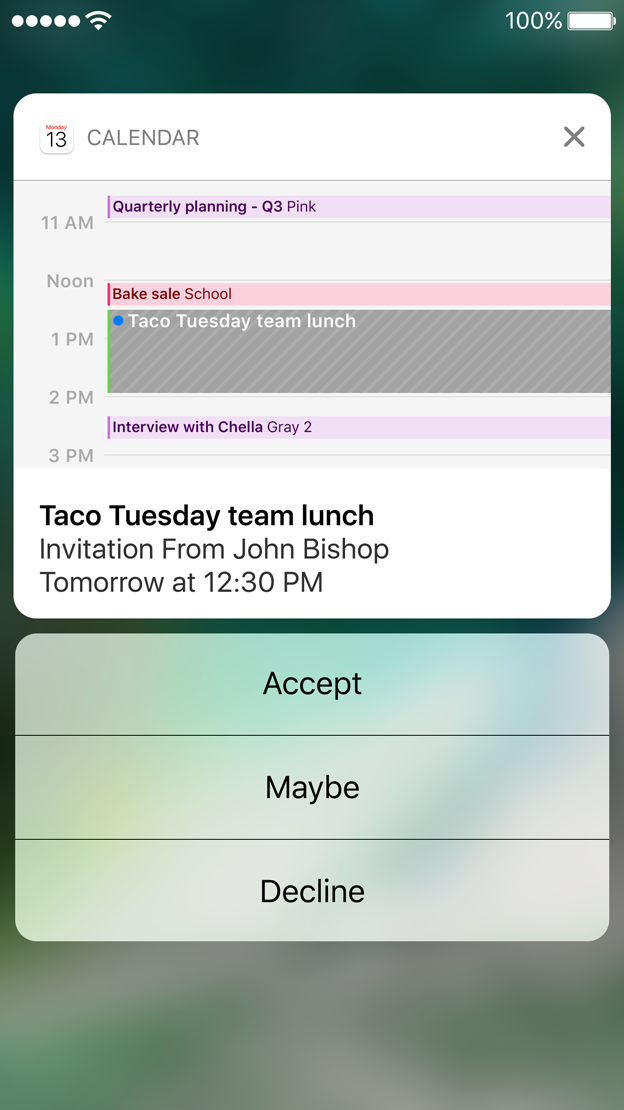 100%
Monday
13
CALENDAR
Quarterly planning - Q3 Pink
11 AM
Noon
Bake sale School
Taco Tuesday team lunch
1 PM
2 PM
Interview with Chella Gray 2
3 PM
Taco Tuesday team lunch
Invitation From John Bishop
Tomorrow at 12:30 PM
Accept
Maybe
Decline